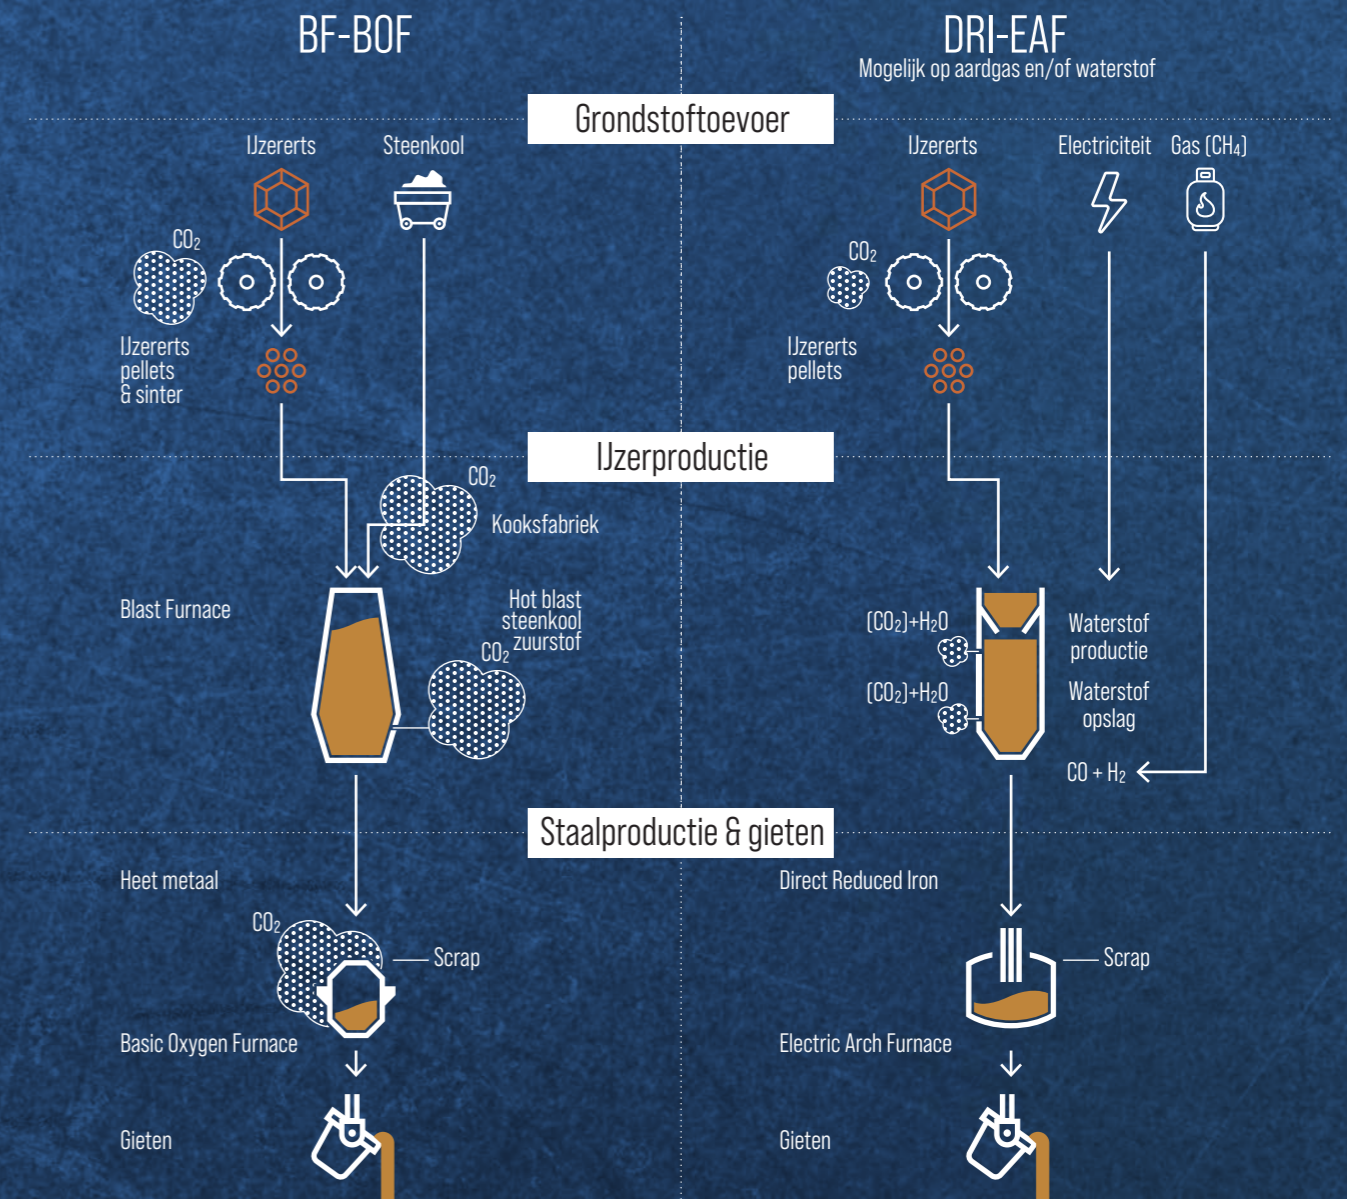 BF-BOF
DRI-EAF
Mogelijk op aardgas en/of waterstof
Grondstoftoevoer
IJzererts
Steenkool
IJzererts
Electriciteit
Gas (CH₄)
CO₂
CO₂
IJzererts
pellets
& sinter
IJzererts
pellets
IJzerproductie
CO₂
Kooksfabriek
Blast Furnace
Hot blast
steenkool
zuurstof
CO₂
(CO₂)+H₂O
(CO₂)+H₂O
Waterstof
productie
Waterstof
opslag
CO + H₂
Staalproductie & gieten
Heet metaal
Direct Reduced Iron
CO₂
Scrap
Scrap
Basic Oxygen Furnace
Electric Arch Furnace
Gieten
Gieten